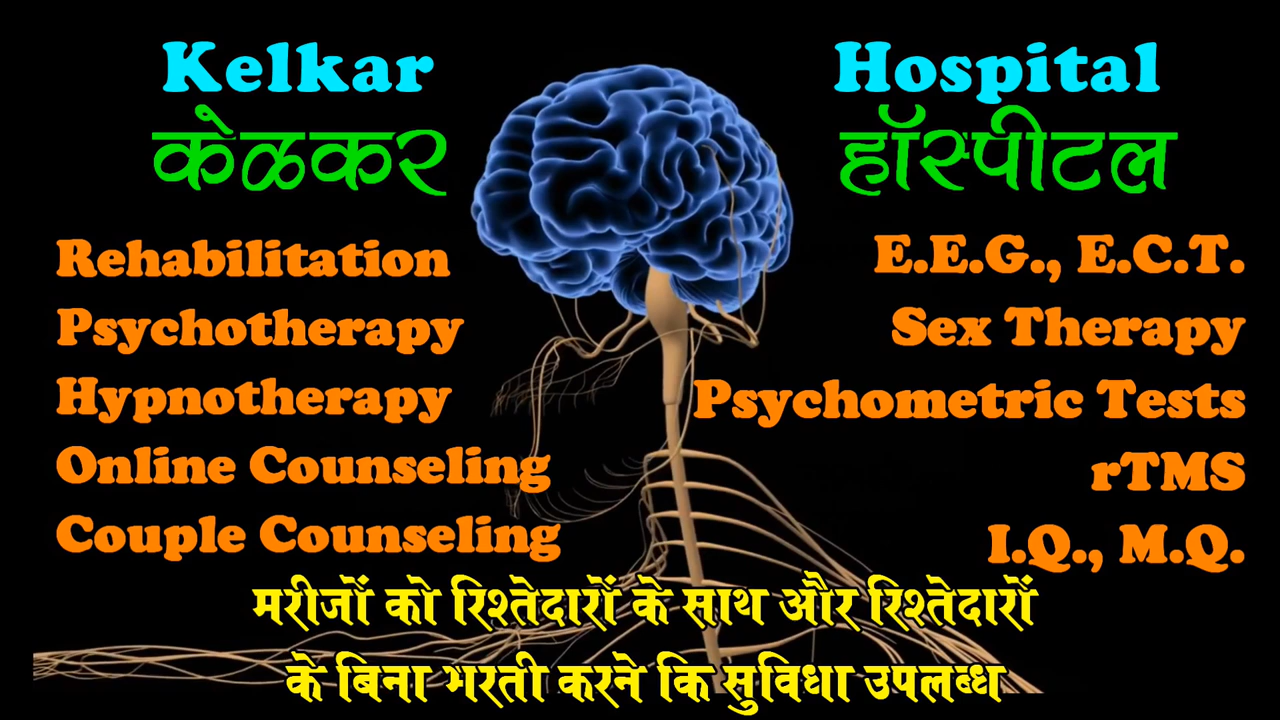 Kelkar Hospital
केळकर हॉस्पीटल
Rehabilitation
Psychotherapy
Hypnotherapy
Online Counseling
Couple Counseling
E.E.G., E.C.T.
Sex Therapy
Psychometric Tests
rTMS
I.Q., M.Q.
मरीजों को रिश्तेदारों के साथ और रिश्तेदारों
के बिना भरती करने कि सुविधा उपलब्ध